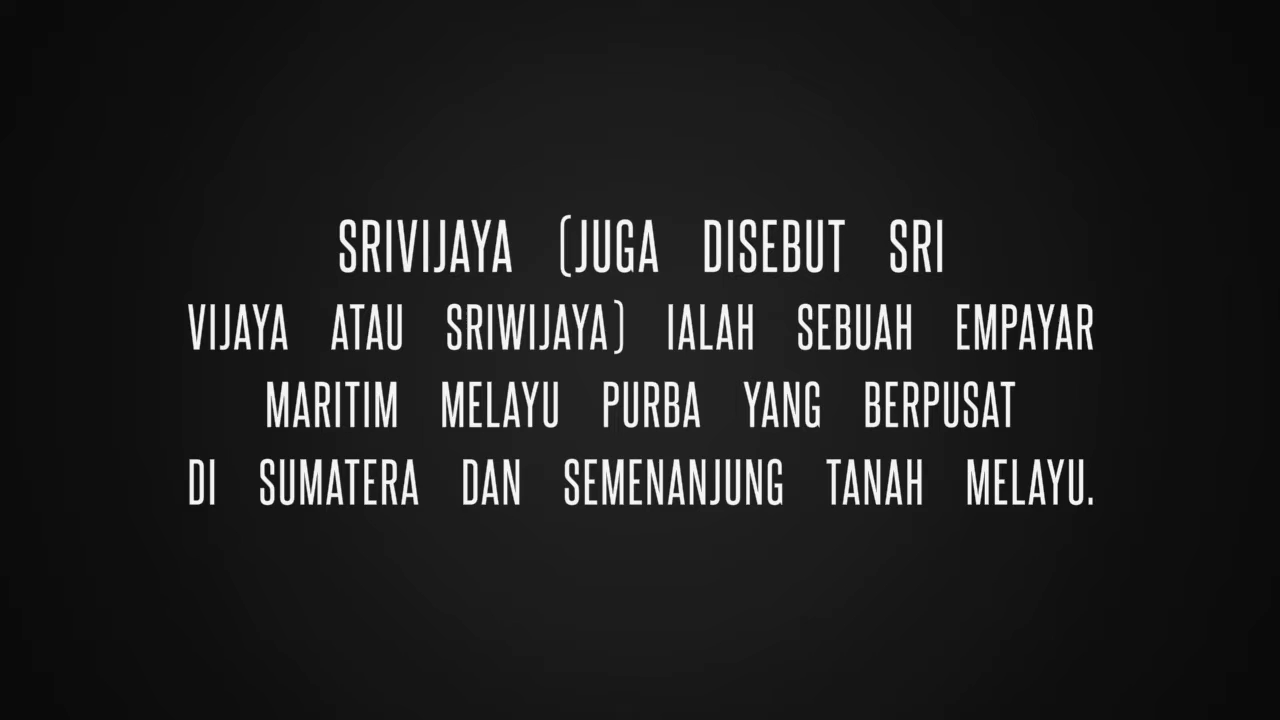 SRIVIJAYA (JUGA DISEBUT SRI
VIJAYA ATAU SRIWIJAYA) IALAH SEBUAH EMPAYAR
MARITIM MELAYU PURBA YANG BERPUSAT
DI SUMATERA DAN SEMENANJUNG TANAH MELAYU.